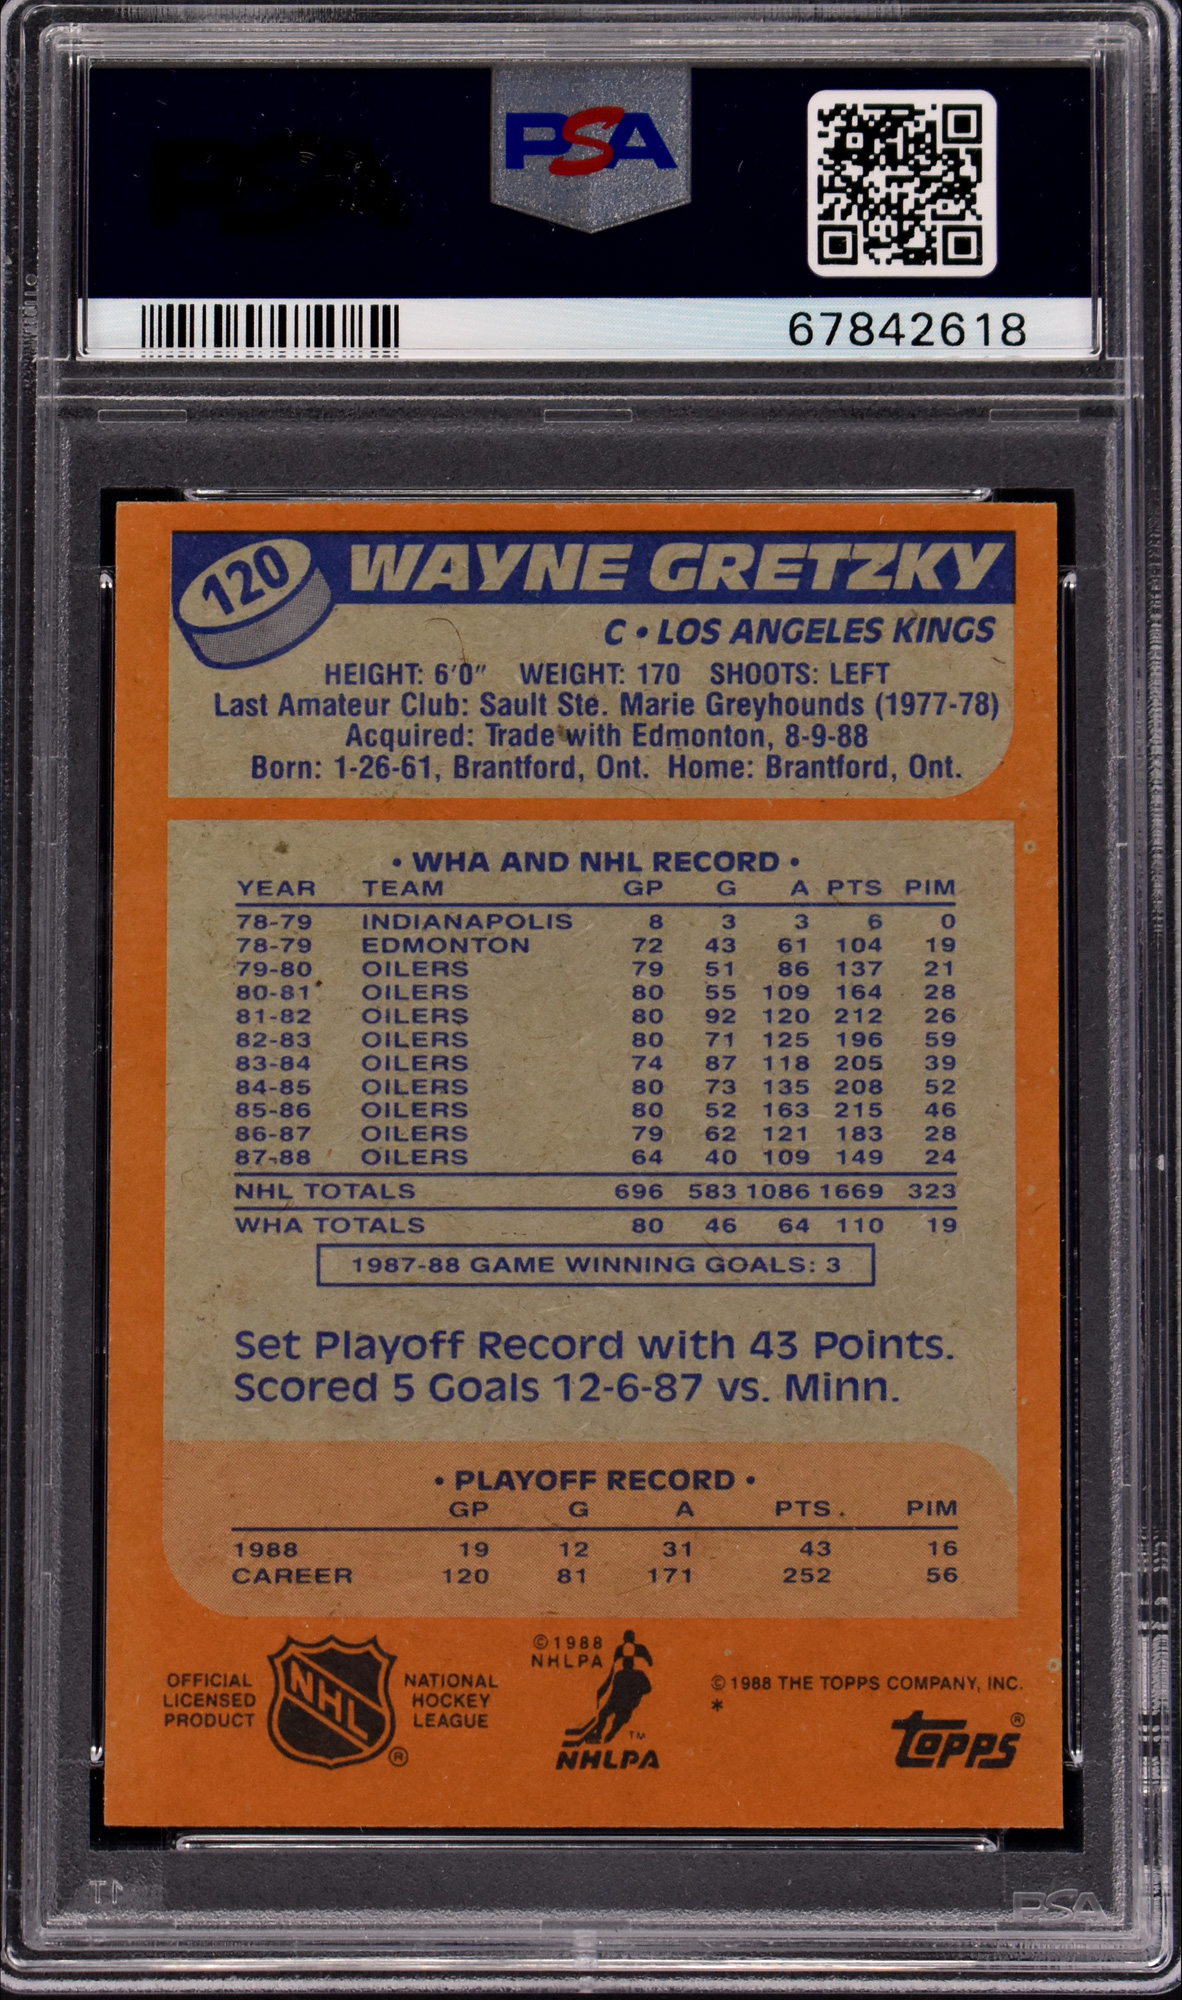 PSA
67842618
120
WAYNE GRETZKY
C • LOS ANGELES KINGS
HEIGHT: 6'0" WEIGHT: 170 SHOOTS: LEFT
Last Amateur Club: Sault Ste. Marie Greyhounds (1977-78)
Acquired: Trade with Edmonton, 8-9-88
Born: 1-26-61, Brantford, Ont. Home: Brantford, Ont.
• WHA AND NHL RECORD •
YEAR TEAM GP G A PTS PIM
78-79 INDIANAPOLIS 8 3 3 6 0
78-79 EDMONTON 72 43 61 104 19
79-80 OILERS 79 51 86 137 21
80-81 OILERS 80 55 109 164 28
81-82 OILERS 80 92 120 212 26
82-83 OILERS 80 71 125 196 59
83-84 OILERS 74 87 118 205 39
84-85 OILERS 80 73 135 208 52
85-86 OILERS 80 52 163 215 46
86-87 OILERS 79 62 121 183 28
87-88 OILERS 64 40 109 149 24
NHL TOTALS 696 583 1086 1669 323
WHA TOTALS 80 46 64 110 19
1987-88 GAME WINNING GOALS: 3
Set Playoff Record with 43 Points.
Scored 5 Goals 12-6-87 vs. Minn.
• PLAYOFF RECORD •
GP G A PTS. PIM
1988 19 12 31 43 16
CAREER 120 81 171 252 56
OFFICIAL
LICENSED
PRODUCT
NHL
®
NATIONAL
HOCKEY
LEAGUE
©1988
NHLPA
TM
NHLPA
©1988 THE TOPPS COMPANY, INC.
*
topps®
PSA